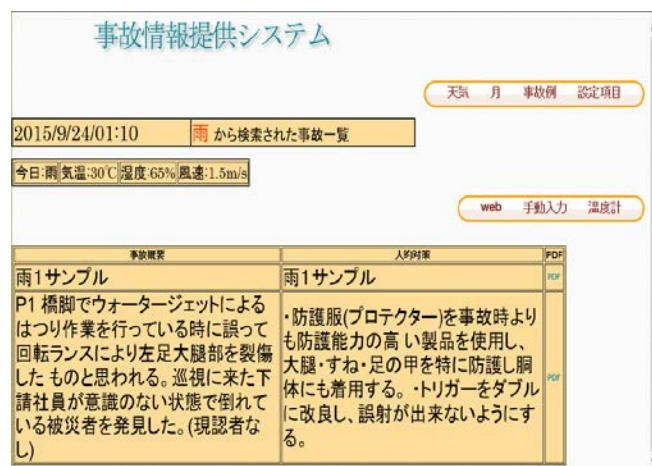 事故情報提供システム
天気 月 事故例 設定項目
2015/9/24/01:10 雨 から検索された事故一覧
今日:雨 気温:30℃ 湿度:65% 風速:1.5m/s
web 手動入力 温度計
事故概要 人的対策 PDF
雨1サンプル 雨1サンプル PDF
P1 橋脚でウォータージェットによる
はつり作業を行っている時に誤って
回転ランスにより左足大腿部を裂傷
した ものと思われる。巡視に来た下
請社員が意識のない状態で倒れて
いる被災者を発見した。(現認者な
し)
・防護服(プロテクター)を事故時より
も防護能力の高 い製品を使用し、
大腿・すね・足の甲を特に防護し胴
体にも着用する。・トリガーをダブル
に改良し、誤射が出来ないようにす
る。
PDF